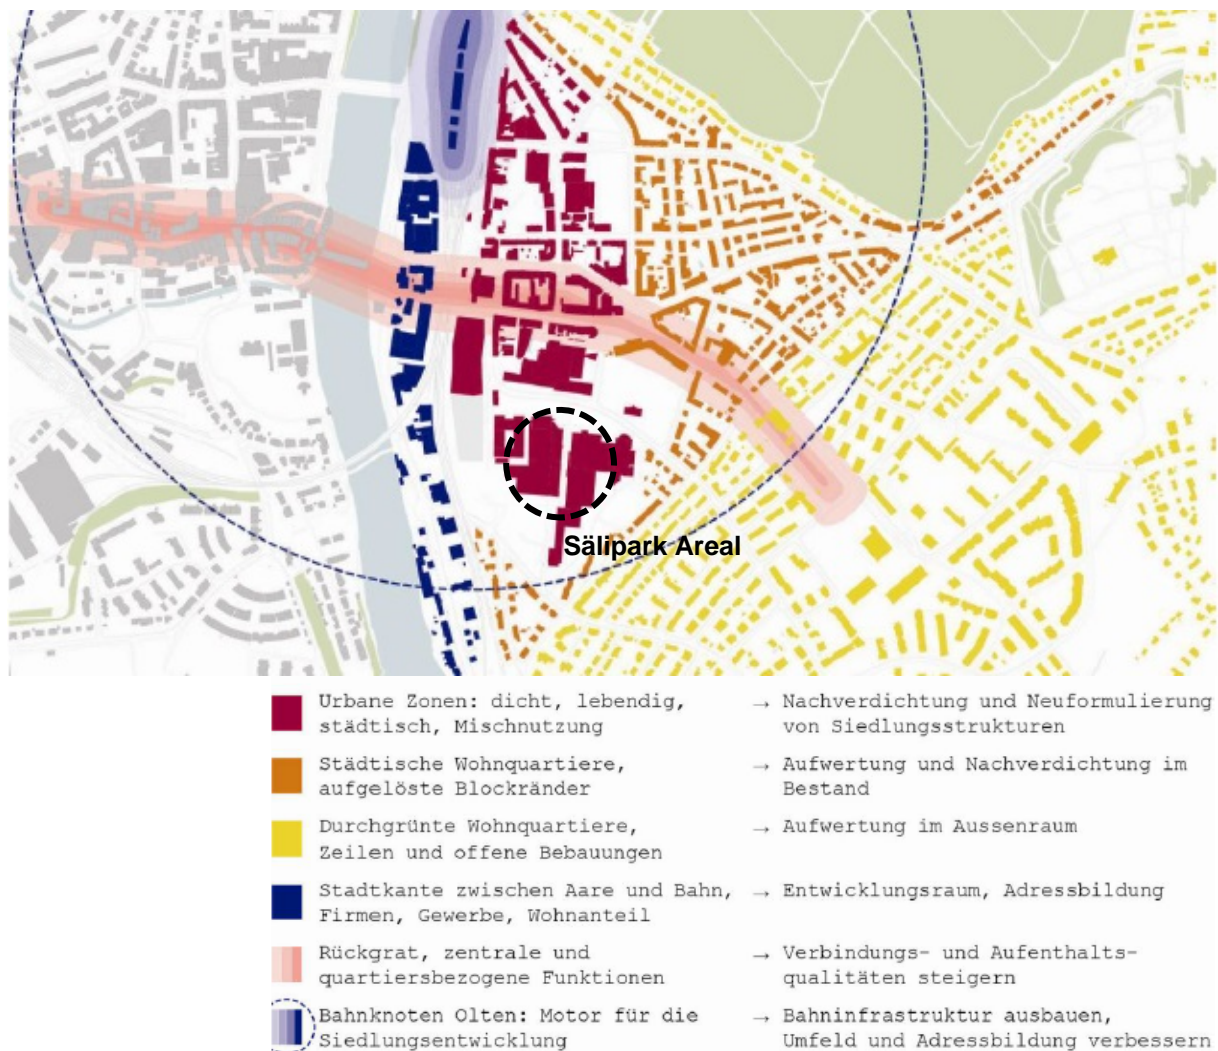 Sälipark Areal
Urbane Zonen: dicht, lebendig,
städtisch, Mischnutzung
→ Nachverdichtung und Neuformulierung
von Siedlungsstrukturen
Städtische Wohnquartiere,
aufgelöste Blockränder
→ Aufwertung und Nachverdichtung im
Bestand
Durchgrünte Wohnquartiere,
Zeilen und offene Bebauungen
→ Aufwertung im Aussenraum
Stadtkante zwischen Aare und Bahn,
Firmen, Gewerbe, Wohnanteil
→ Entwicklungsraum, Adressbildung
Rückgrat, zentrale und
quartiersbezogene Funktionen
→ Verbindungs- und Aufenthalts-
qualitäten steigern
Bahnknoten Olten: Motor für die
Siedlungsentwicklung
→ Bahninfrastruktur ausbauen,
Umfeld und Adressbildung verbessern